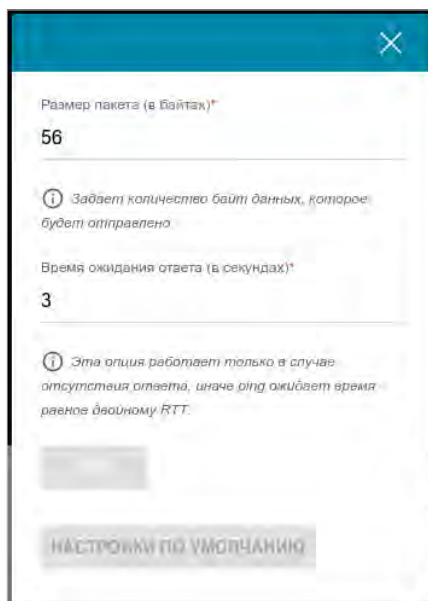 Размер пакета (в байтах)*
56
Задает количество байт данных, которое
будет отправлено
Время ожидания ответа (в секундах)*
3
Эта опция работает только в случае
отсутствия ответа, иначе ping ожидает время
равное двойному RTT.
НАСТРОЙКИ ПО УМОЛЧАНИЮ